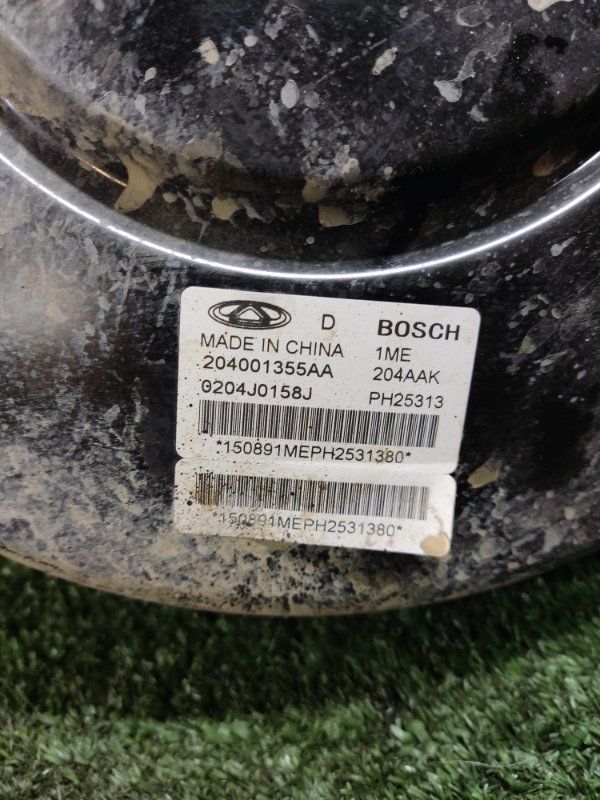 D BOSCH
MADE IN CHINA 1ME
204001355AA 204AAK
0204J0158J PH25313
*150891MEPH2531380*
*150891MEPH2531380*